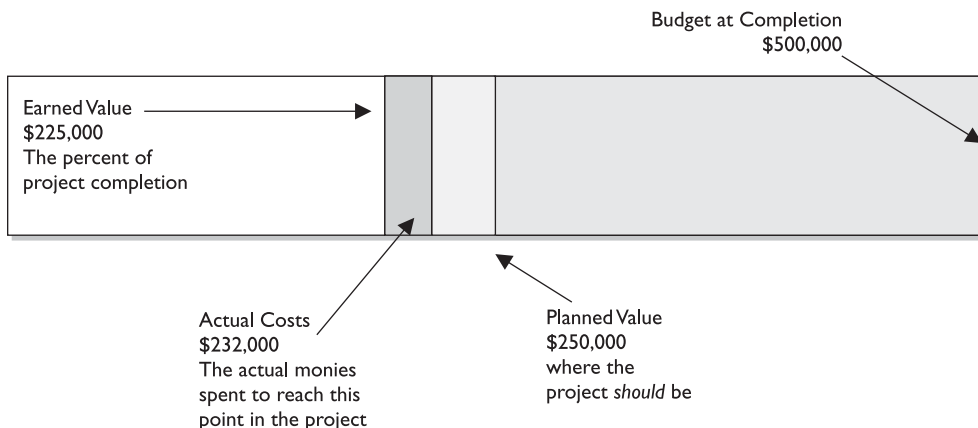 Budget at Completion
$500,000
Earned Value
$225,000
The percent of
project completion
Actual Costs
$232,000
The actual monies
spent to reach this
point in the project
Planned Value
$250,000
where the
project should be